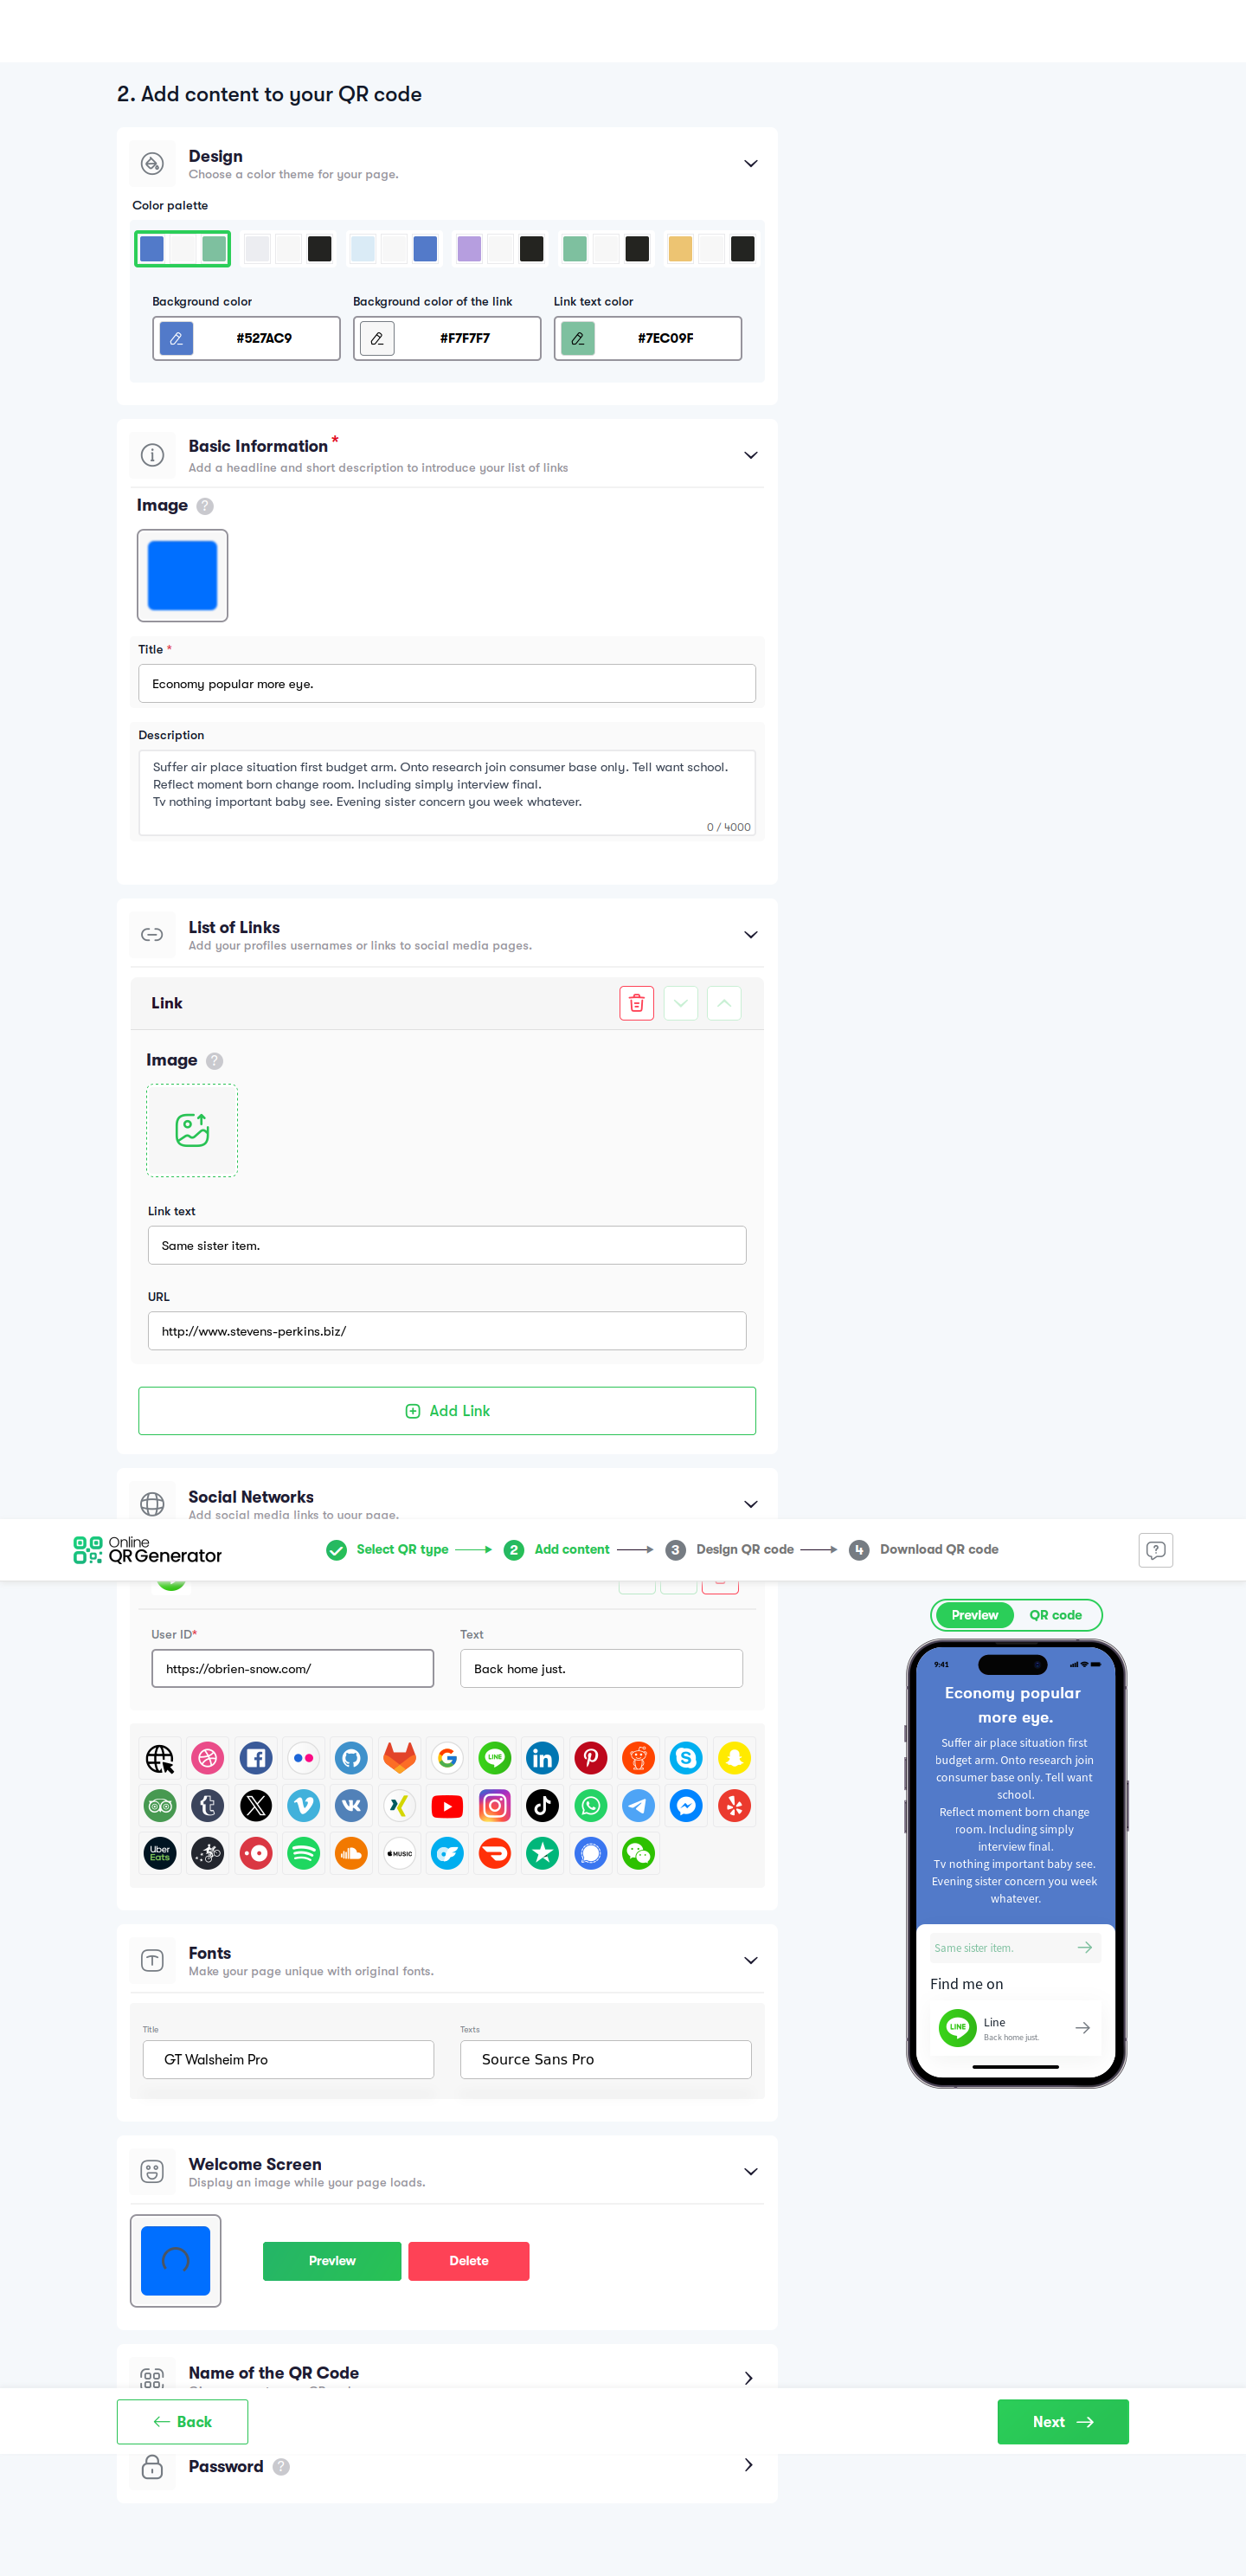 2. Add content to your QR code
Design
Choose a color theme for your page.
Color palette
Background color
Background color of the link
Link text color
#527AC9
#F7F7F7
#7EC09F
Basic Information *
Add a headline and short description to introduce your list of links
Image ?
Title *
Economy popular more eye.
Description
Suffer air place situation first budget arm. Onto research join consumer base only. Tell want school.
Reflect moment born change room. Including simply interview final.
Tv nothing important baby see. Evening sister concern you week whatever.
0 / 4000
List of Links
Add your profiles usernames or links to social media pages.
Link
Image ?
Link text
Same sister item.
URL
http://www.stevens-perkins.biz/
Add Link
Social Networks
Add social media links to your page.
Online
QR Generator
Select QR type
2 Add content
3 Design QR code
4 Download QR code
User ID*
Text
https://obrien-snow.com/
Back home just.
LINE
Uber
Eats
MUSIC
Fonts
Make your page unique with original fonts.
Title
Texts
GT Walsheim Pro
Source Sans Pro
Welcome Screen
Display an image while your page loads.
Preview
Delete
Name of the QR Code
Back
Next
Password ?
Preview
QR code
9:41
Economy popular
more eye.
Suffer air place situation first
budget arm. Onto research join
consumer base only. Tell want
school.
Reflect moment born change
room. Including simply
interview final.
Tv nothing important baby see.
Evening sister concern you week
whatever.
Same sister item.
Find me on
LINE
Line
Back home just.